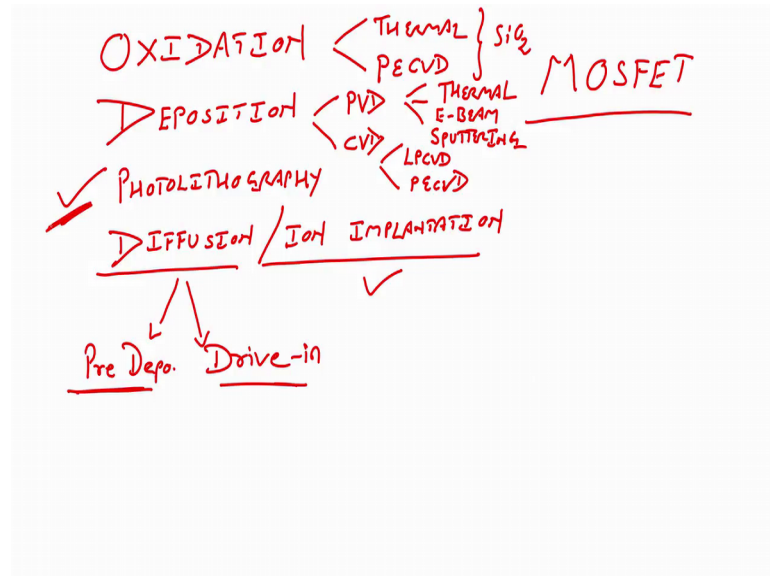 OXIDATION
THERMAL
PECVD
SiO2
MOSFET
DEPOSITION
PVD
THERMAL
E-BEAM
SPUTTERING
CVD
LPCVD
PECVD
PHOTOLITHOGRAPHY
DIFFUSION / ION IMPLANTATION
Pre Depo. Drive-in